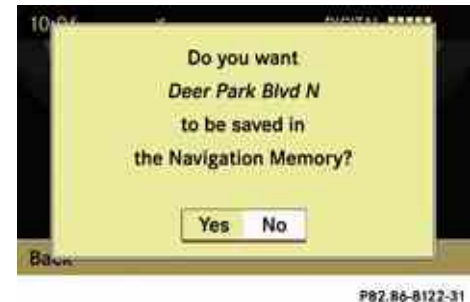 Do you want
Deer Park Blvd N
to be saved in
the Navigation Memory?
Yes No
Back
P82.86-8122-31